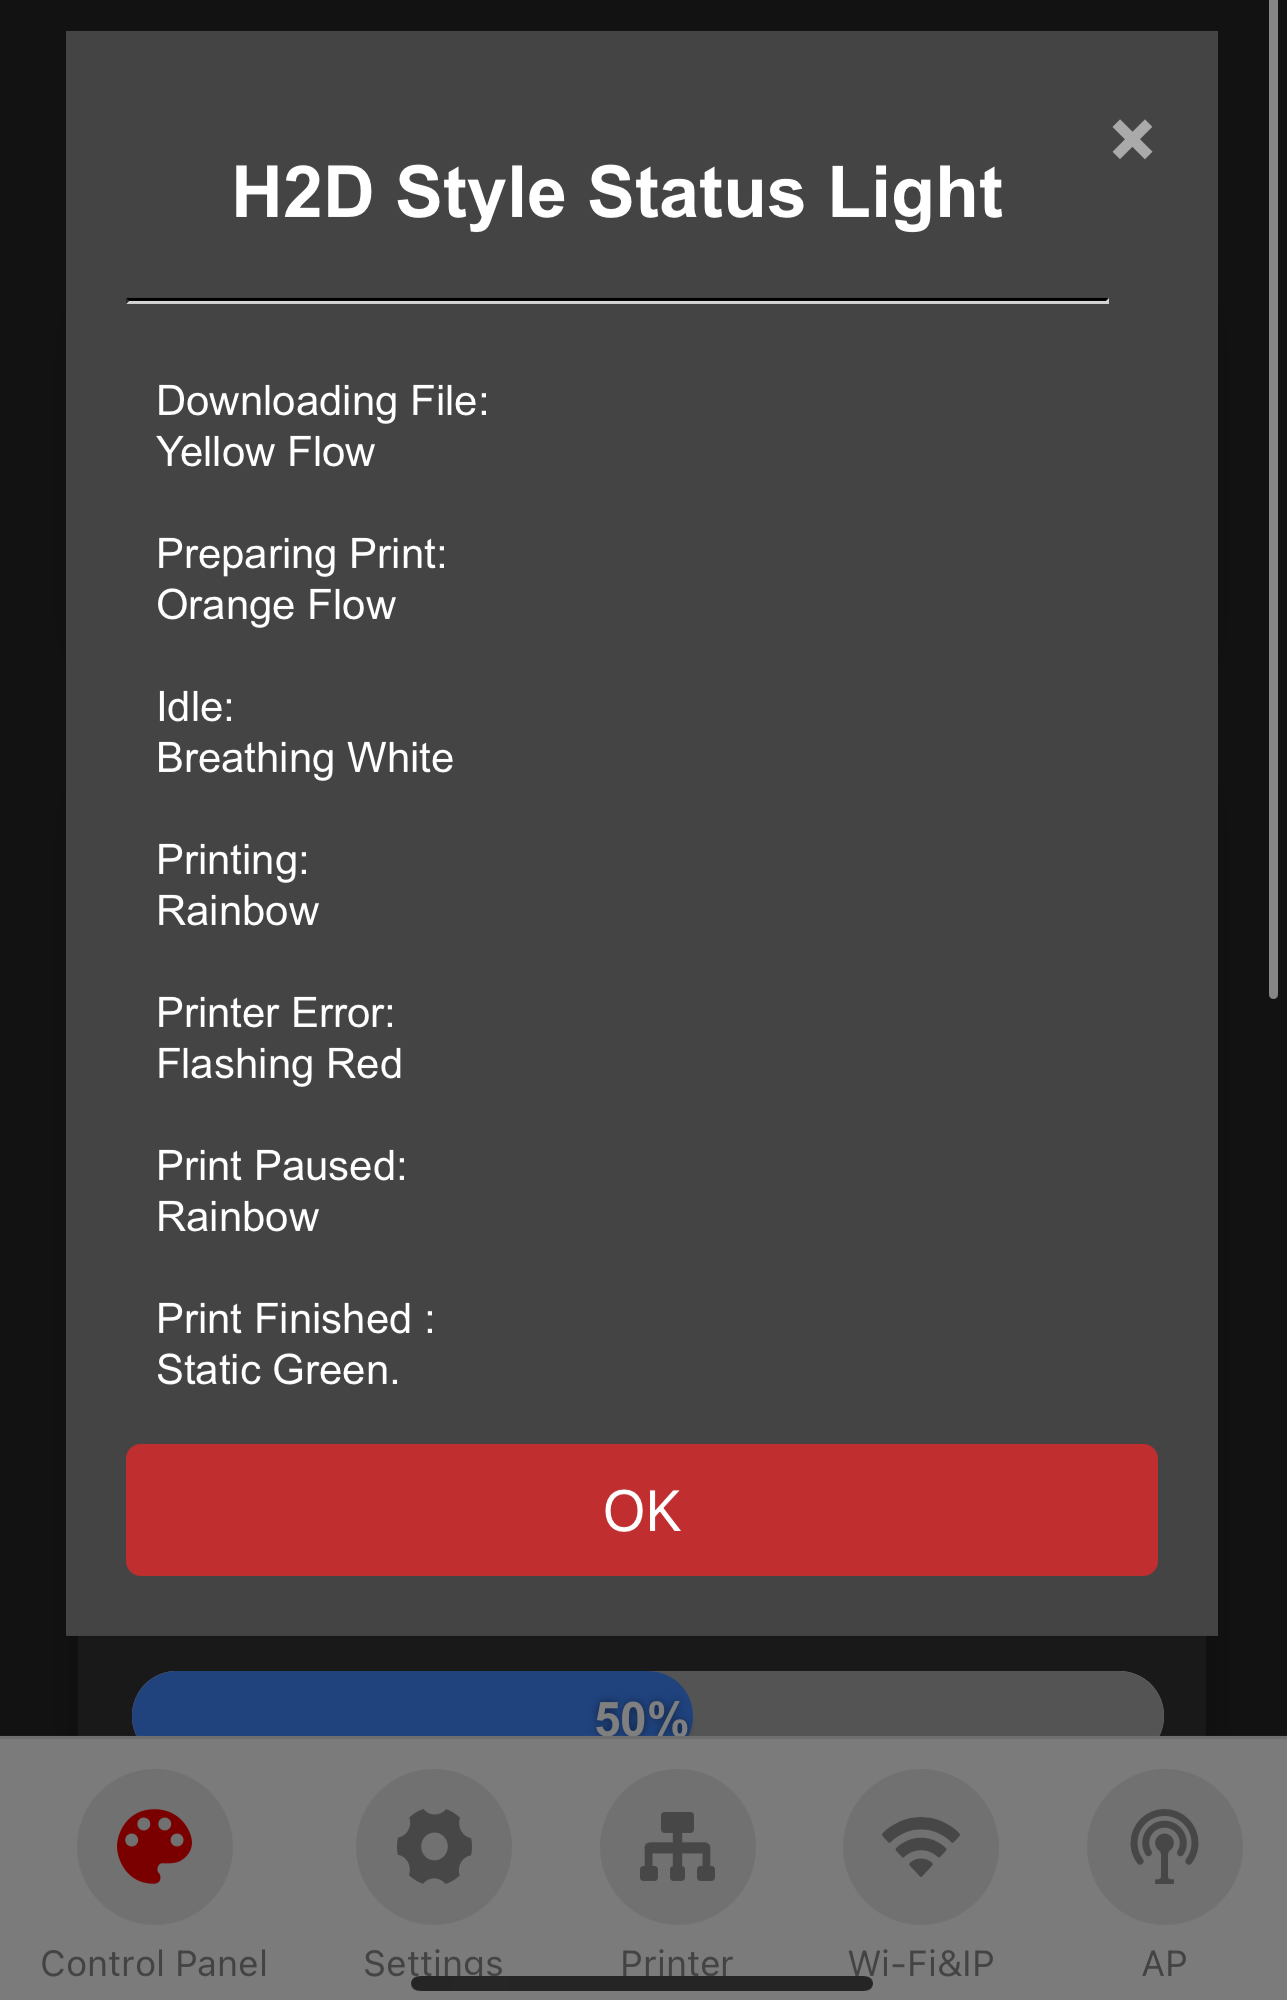 H2D Style Status Light
Downloading File:
Yellow Flow
Preparing Print:
Orange Flow
Idle:
Breathing White
Printing:
Rainbow
Printer Error:
Flashing Red
Print Paused:
Rainbow
Print Finished :
Static Green.
OK
50%
Control Panel
Settings
Printer
Wi-Fi&IP
AP